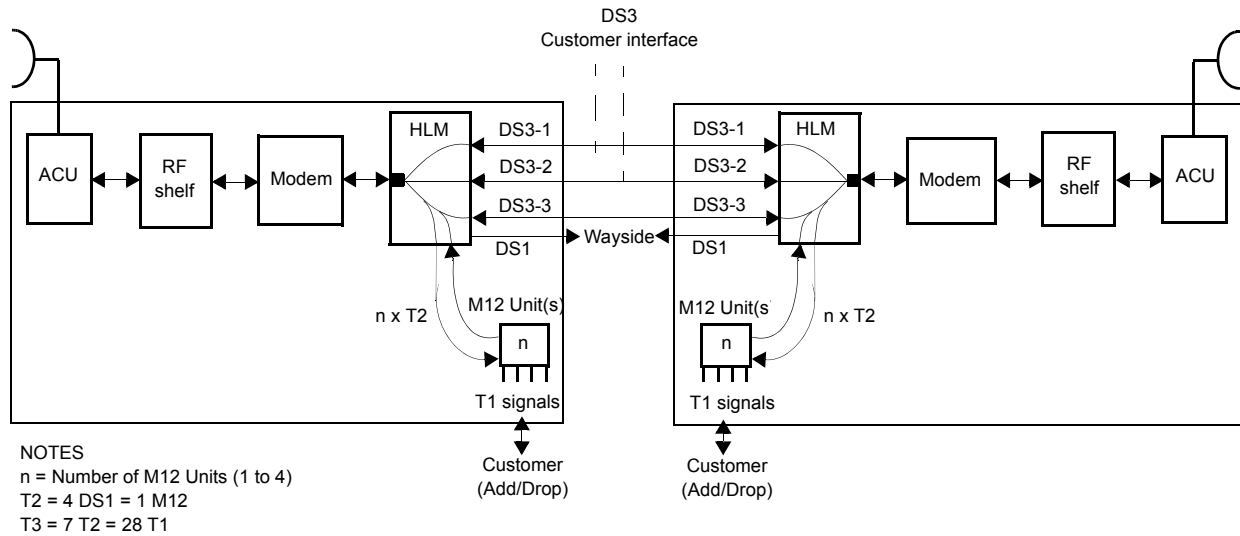 DS3
Customer interface
ACU
RF
shelf
Modem
HLM
DS3-1
DS3-2
DS3-3
DS1
Wayside
DS3-1
DS3-2
DS3-3
DS1
HLM
Modem
RF
shelf
ACU
n x T2
M12 Unit(s)
n
T1 signals
Customer
(Add/Drop)
M12 Unit(s
n
n x T2
T1 signals
Customer
(Add/Drop)
NOTES
n = Number of M12 Units (1 to 4)
T2 = 4 DS1 = 1 M12
T3 = 7 T2 = 28 T1